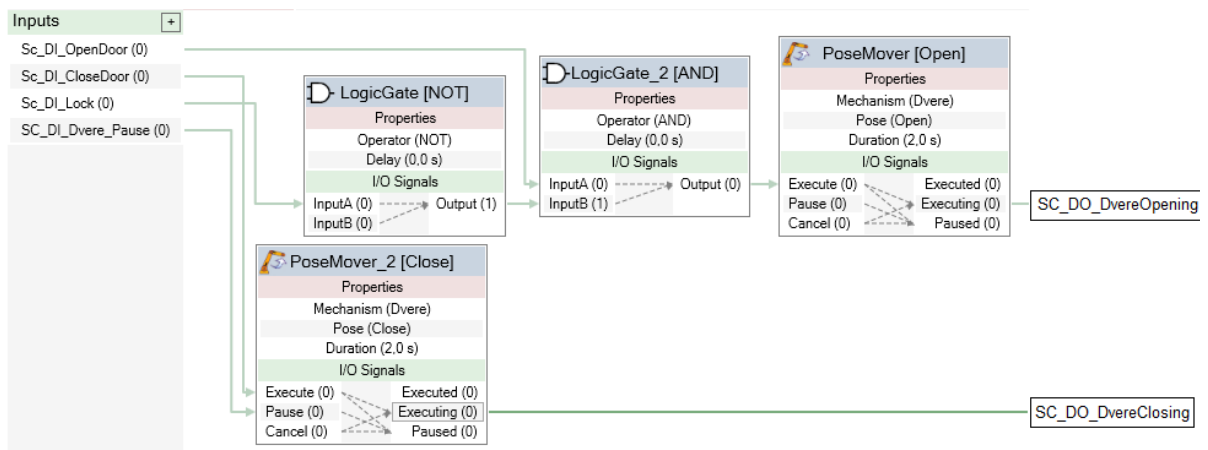 Inputs
+
Sc_DI_OpenDoor (0)
Sc_DI_CloseDoor (0)
Sc_DI_Lock (0)
SC_DI_Dvere_Pause (0)
LogicGate [NOT]
Properties
Operator (NOT)
Delay (0,0 s)
I/O Signals
InputA (0) Output (1)
InputB (0)
LogicGate_2 [AND]
Properties
Operator (AND)
Delay (0,0 s)
I/O Signals
InputA (0) Output (0)
InputB (1)
PoseMover [Open]
Properties
Mechanism (Dvere)
Pose (Open)
Duration (2,0 s)
I/O Signals
Execute (0) Executed (0)
Pause (0) Executing (0)
Cancel (0) Paused (0)
SC_DO_DvereOpening
PoseMover_2 [Close]
Properties
Mechanism (Dvere)
Pose (Close)
Duration (2,0 s)
I/O Signals
Execute (0) Executed (0)
Pause (0) Executing (0)
Cancel (0) Paused (0)
SC_DO_DvereClosing